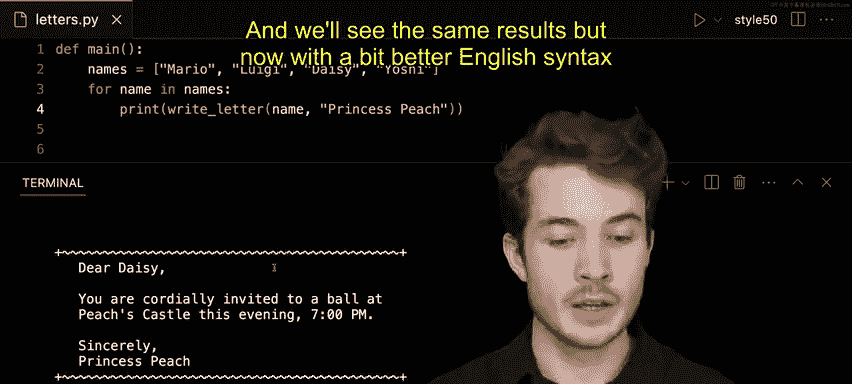 letters.py
style50
And we'll see the same results but
now with a bit better English syntax
1 def main():
2 names = ["Mario", "Luigi", "Daisy", "Yoshi"]
3 for name in names:
4 print(write_letter(name, "Princess Peach"))
5
6
TERMINAL
Dear Daisy,
You are cordially invited to a ball at
Peach's Castle this evening, 7:00 PM.
Sincerely,
Princess Peach